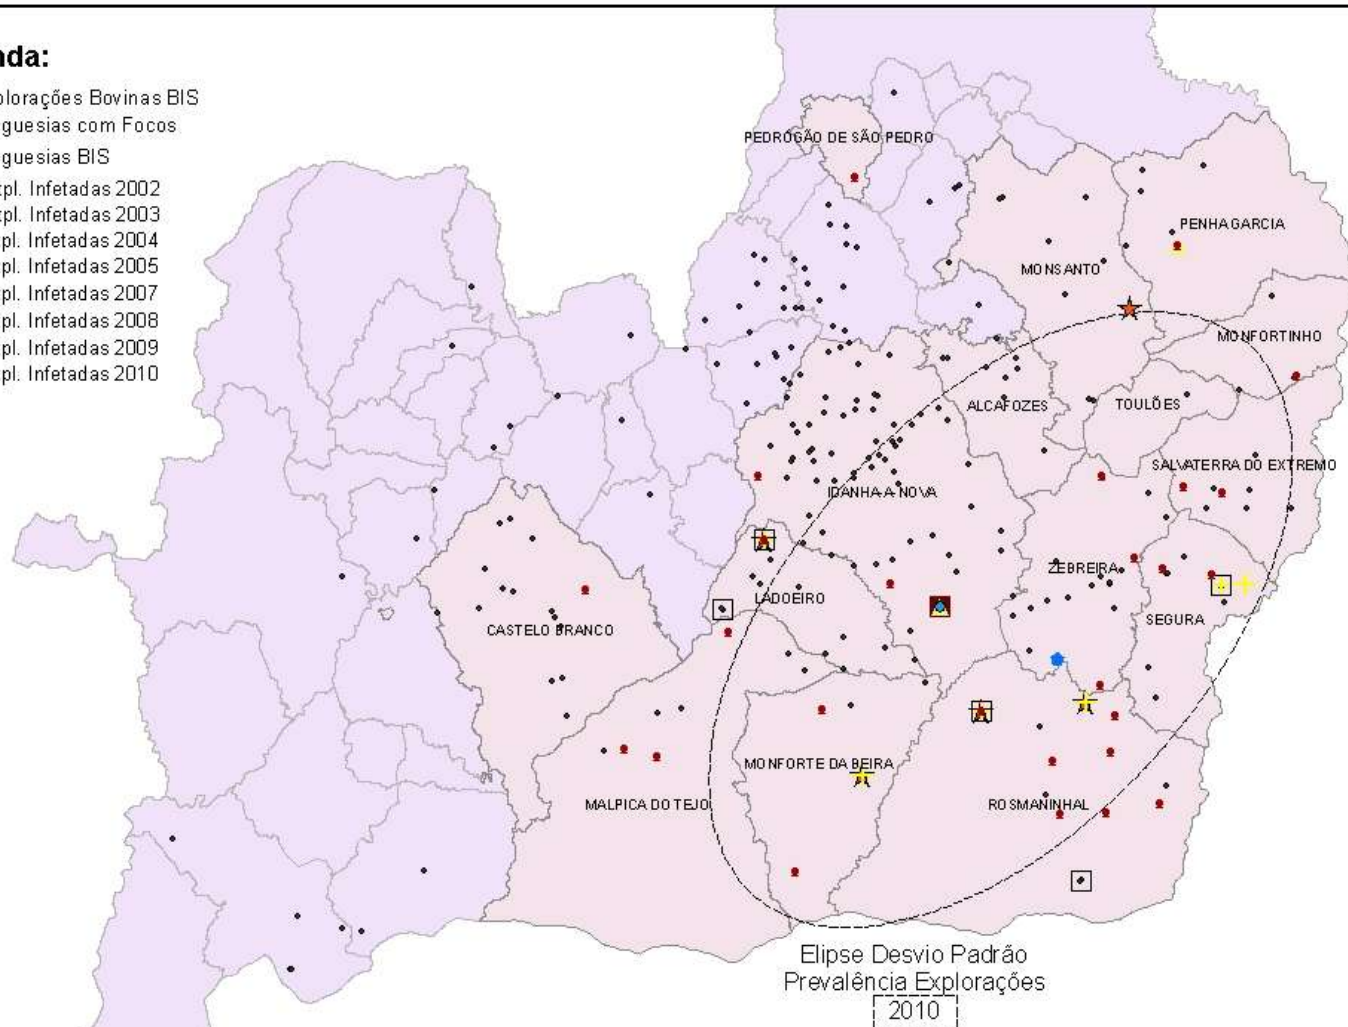 nda:
plorações Bovinas BIS
guesias com Focos
guesias BIS
pl. Infetadas 2002
pl. Infetadas 2003
pl. Infetadas 2004
pl. Infetadas 2005
pl. Infetadas 2007
pl. Infetadas 2008
pl. Infetadas 2009
pl. Infetadas 2010
PEDROGÃO DE SÃO PEDRO
PENHA GARCIA
MONSANTO
MONFORTINHO
ALCAFOZES
TOULÕES
SALVATERRA DO EXTREMO
IDANHA-A-NOVA
ZEBREIRA
LADOEIRO
SEGURA
CASTELO BRANCO
MONFORTE DA BEIRA
MALPICA DO TEJO
ROSMANINHAL
Elipse Desvio Padrão
Prevalência Explorações
2010